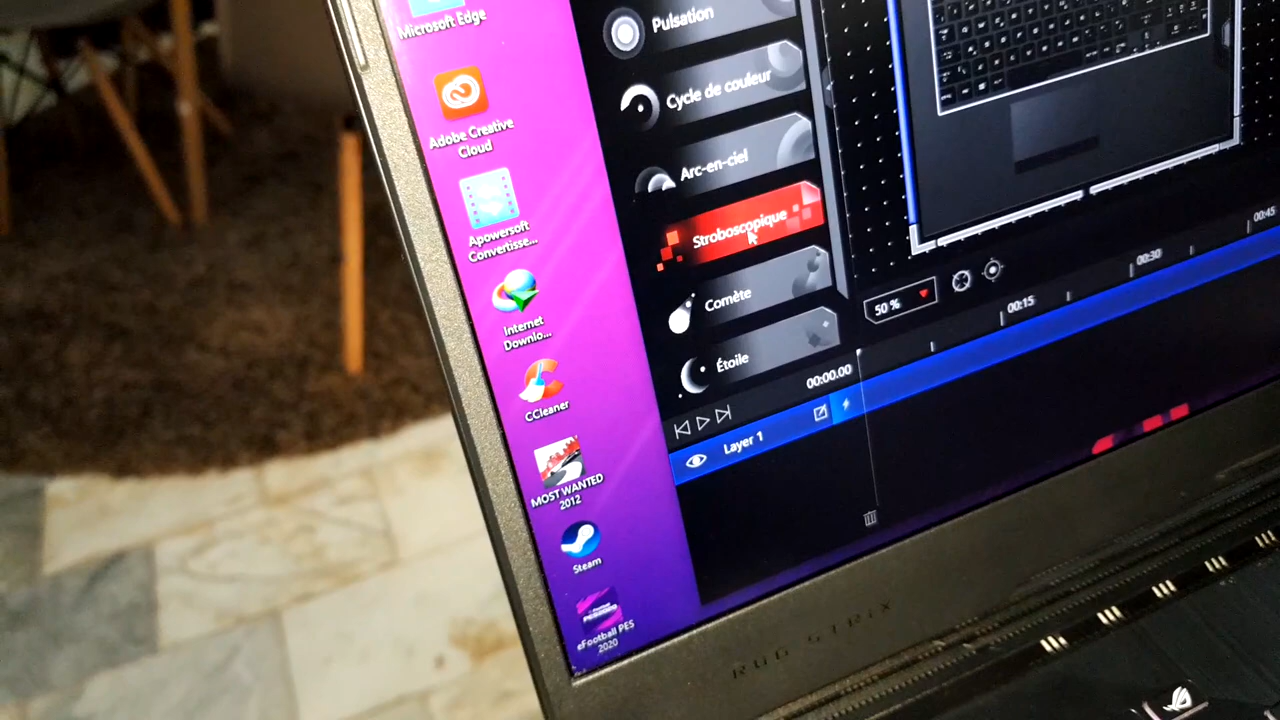 Microsoft Edge
Adobe Creative
Cloud
Apowersoft
Convertisse...
Internet
Downlo...
CCleaner
MOST WANTED
2012
Steam
eFootball PES
2020
Pulsation
Cycle de couleur
Arc-en-ciel
Stroboscopique
Comète
Étoile
50 %
00:00.00
00:15
00:30
00:45
Layer 1
ROG STRIX